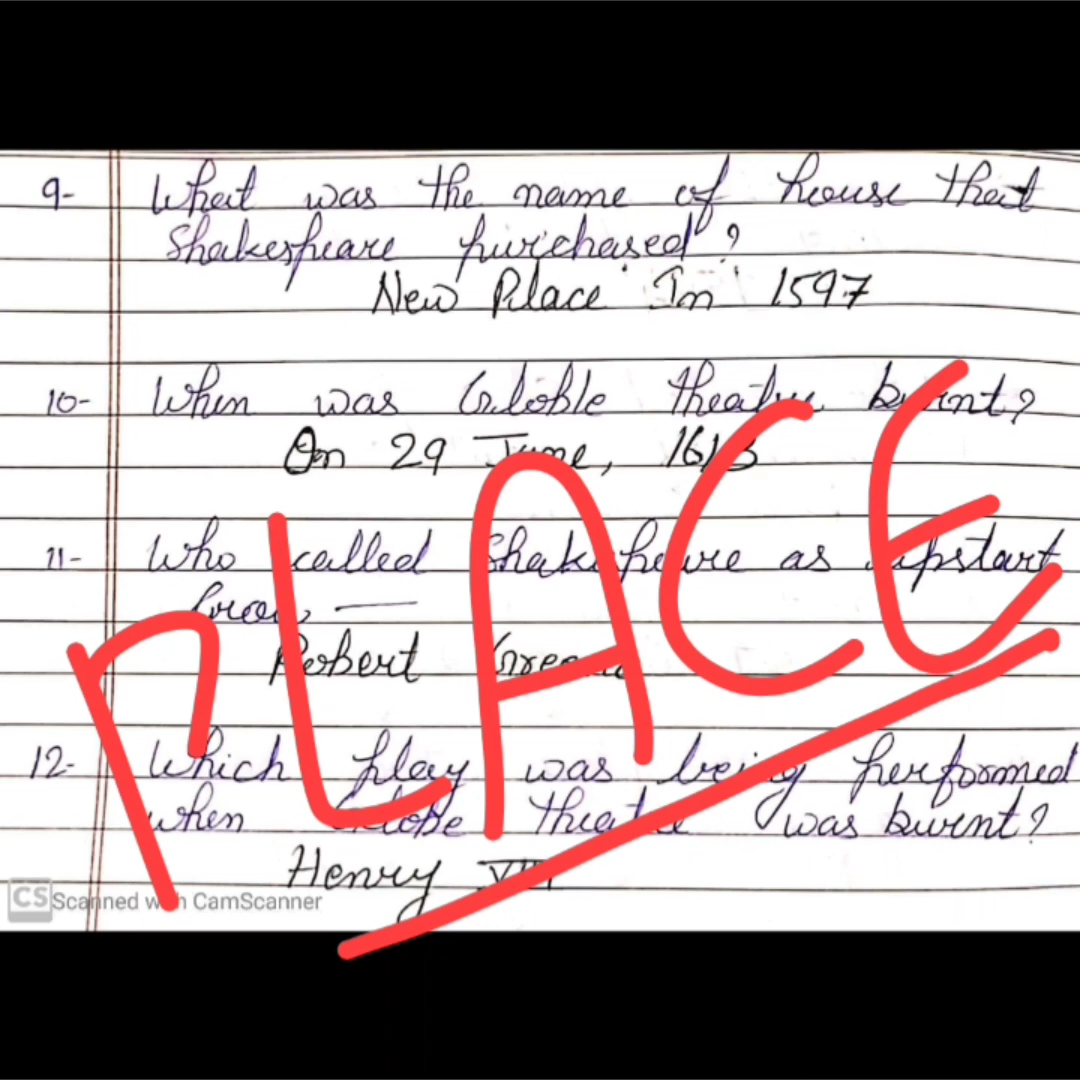 9- What was the name of house that
Shakespeare purchased?
New Place In 1597
10- When was Globle theatre burnt?
On 29 June, 1613
11- Who called Shakespeare as upstart
Crow, —
Robert Greene
12- Which play was being performed
when Globe theatre was burnt?
Henry VIII
CS Scanned with CamScanner
PLACE